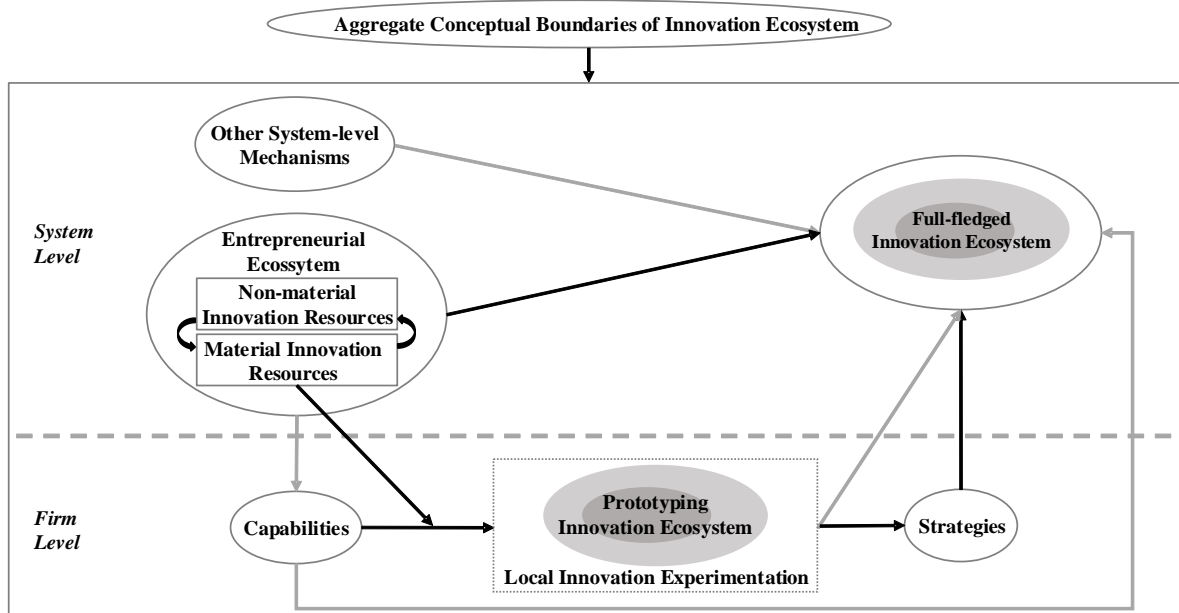 Aggregate Conceptual Boundaries of Innovation Ecosystem
Other System-level
Mechanisms
System
Level
Entrepreneurial
Ecossytem
Non-material
Innovation Resources
Material Innovation
Resources
Full-fledged
Innovation Ecosystem
Firm
Level
Capabilities
Prototyping
Innovation Ecosystem
Local Innovation Experimentation
Strategies